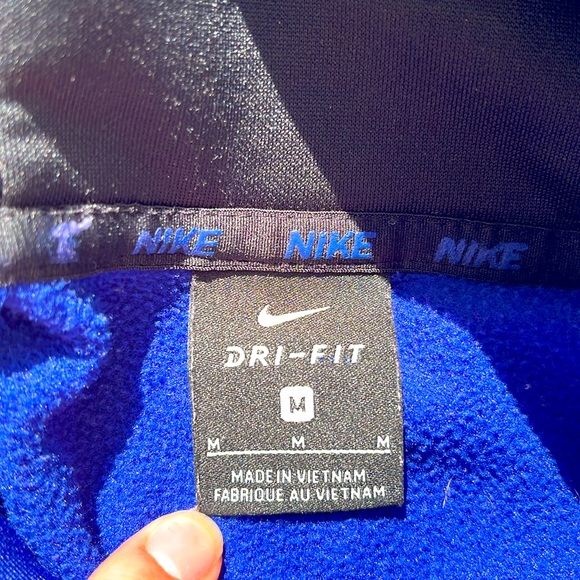 NIKE NIKE NIKE
DRI-FIT
M
M M M
MADE IN VIETNAM
FABRIQUE AU VIETNAM